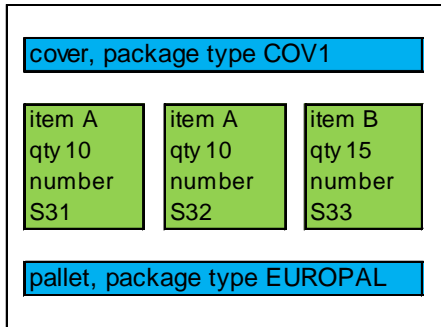 cover, package type COV1
item A
qty 10
number
S31
item A
qty 10
number
S32
item B
qty 15
number
S33
pallet, package type EUROPAL